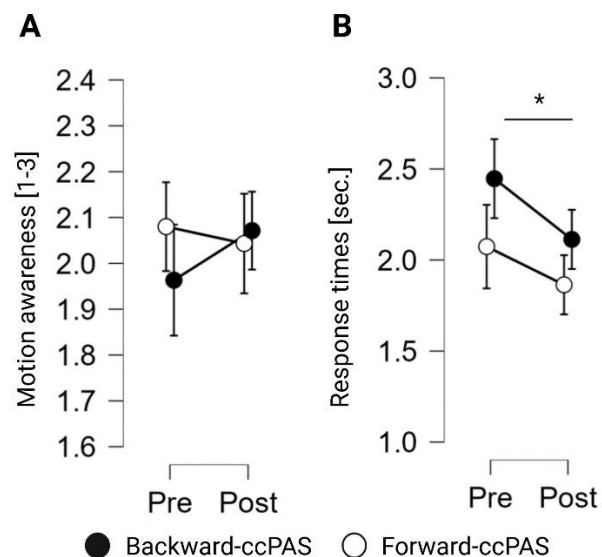 A
Motion awareness [1-3]
2.4
2.3
2.2
2.1
2.0
1.9
1.8
1.7
1.6
Pre Post
B
Response times [sec.]
3.0
2.5
2.0
1.5
1.0
*
Pre Post
Backward-ccPAS Forward-ccPAS